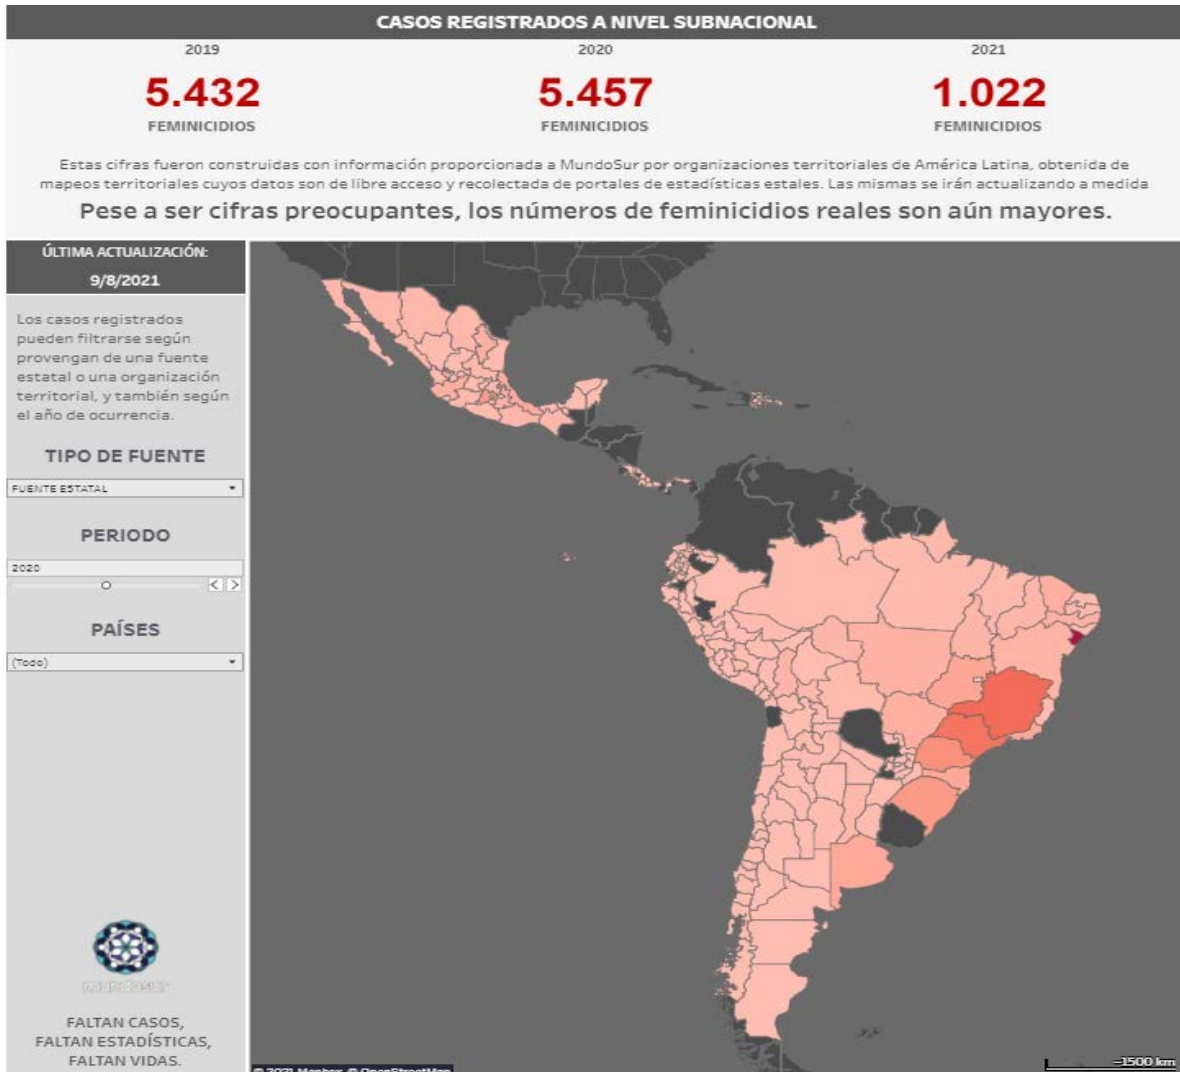 CASOS REGISTRADOS A NIVEL SUBNACIONAL
2019
2020
2021
5.432
5.457
1.022
FEMINICIDIOS
FEMINICIDIOS
FEMINICIDIOS
Estas cifras fueron construidas con información proporcionada a MundoSur por organizaciones territoriales de América Latina, obtenida de
mapeos territoriales cuyos datos son de libre acceso y recolectada de portales de estadísticas estales. Las mismas se irán actualizando a medida
Pese a ser cifras preocupantes, los números de feminicidios reales son aún mayores.
ÚLTIMA ACTUALIZACIÓN:
9/8/2021
Los casos registrados
pueden filtrarse según
provengan de una fuente
estatal o una organización
territorial, y también según
el año de ocurrencia.
TIPO DE FUENTE
FUENTE ESTATAL
PERIODO
2020
PAÍSES
(Todo)
mundosur
FALTAN CASOS,
FALTAN ESTADÍSTICAS,
FALTAN VIDAS.
© 2021 Mapbox © OpenStreetMap
~1500 km